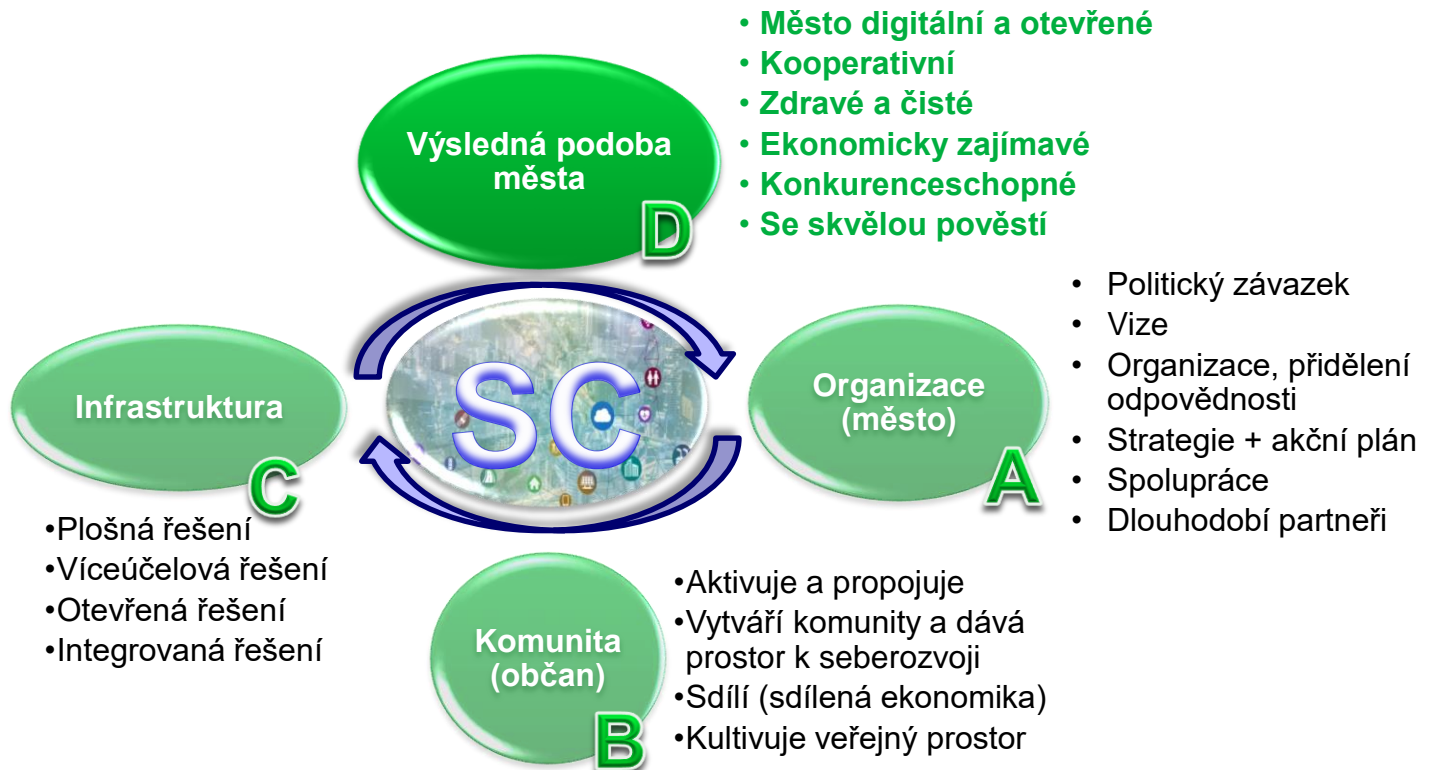 Výsledná podoba
města
D
• Město digitální a otevřené
• Kooperativní
• Zdravé a čisté
• Ekonomicky zajímavé
• Konkurenceschopné
• Se skvělou pověstí
SC
Organizace
(město)
A
• Politický závazek
• Vize
• Organizace, přidělení
odpovědnosti
• Strategie + akční plán
• Spolupráce
• Dlouhodobí partneři
Infrastruktura
C
•Plošná řešení
•Víceúčelová řešení
•Otevřená řešení
•Integrovaná řešení
Komunita
(občan)
B
•Aktivuje a propojuje
•Vytváří komunity a dává
prostor k seberozvoji
•Sdílí (sdílená ekonomika)
•Kultivuje veřejný prostor